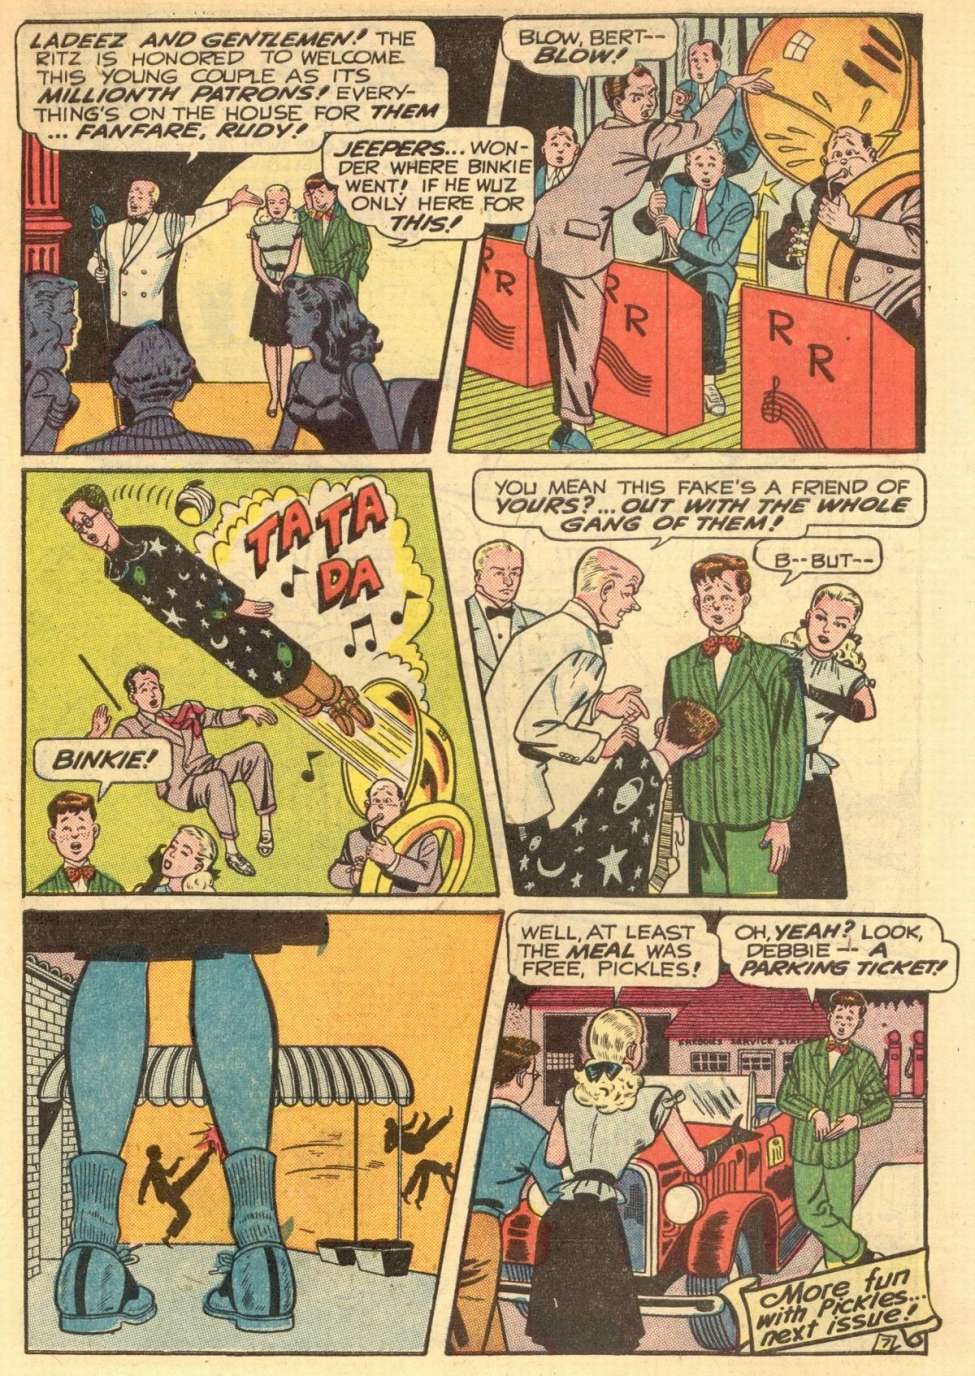 LADEEZ AND GENTLEMEN! THE
RITZ IS HONORED TO WELCOME
THIS YOUNG COUPLE AS ITS
MILLIONTH PATRONS! EVERY-
THING'S ON THE HOUSE FOR THEM
... FANFARE, RUDY!
JEEPERS... WON-
DER WHERE BINKIE
WENT! IF HE WUZ
ONLY HERE FOR
THIS!
BLOW, BERT--
BLOW!
R R
R
R R
TA TA
DA
BINKIE!
YOU MEAN THIS FAKE'S A FRIEND OF
YOURS?... OUT WITH THE WHOLE
GANG OF THEM!
B--BUT--
WELL, AT LEAST
THE MEAL WAS
FREE, PICKLES!
OH, YEAH? LOOK,
DEBBIE -- A
PARKING TICKET!
FREDDIES SERVICE STAT
More fun
with Pickles...
next issue!
7